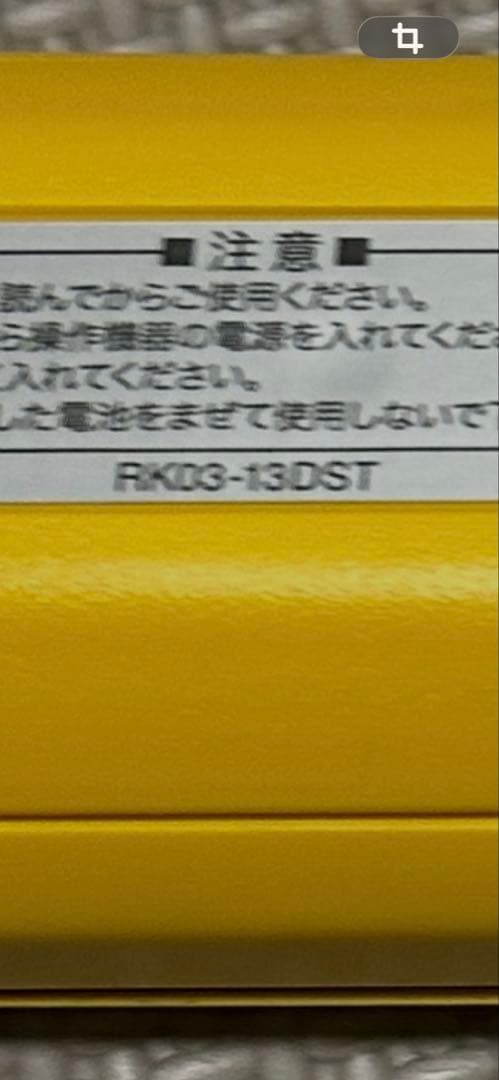 ■注意■
読んでからご使用ください。
ら操作機器の電源を入れてくださ
く入れてください。
した電池をまぜて使用しないで
RK03-13DST